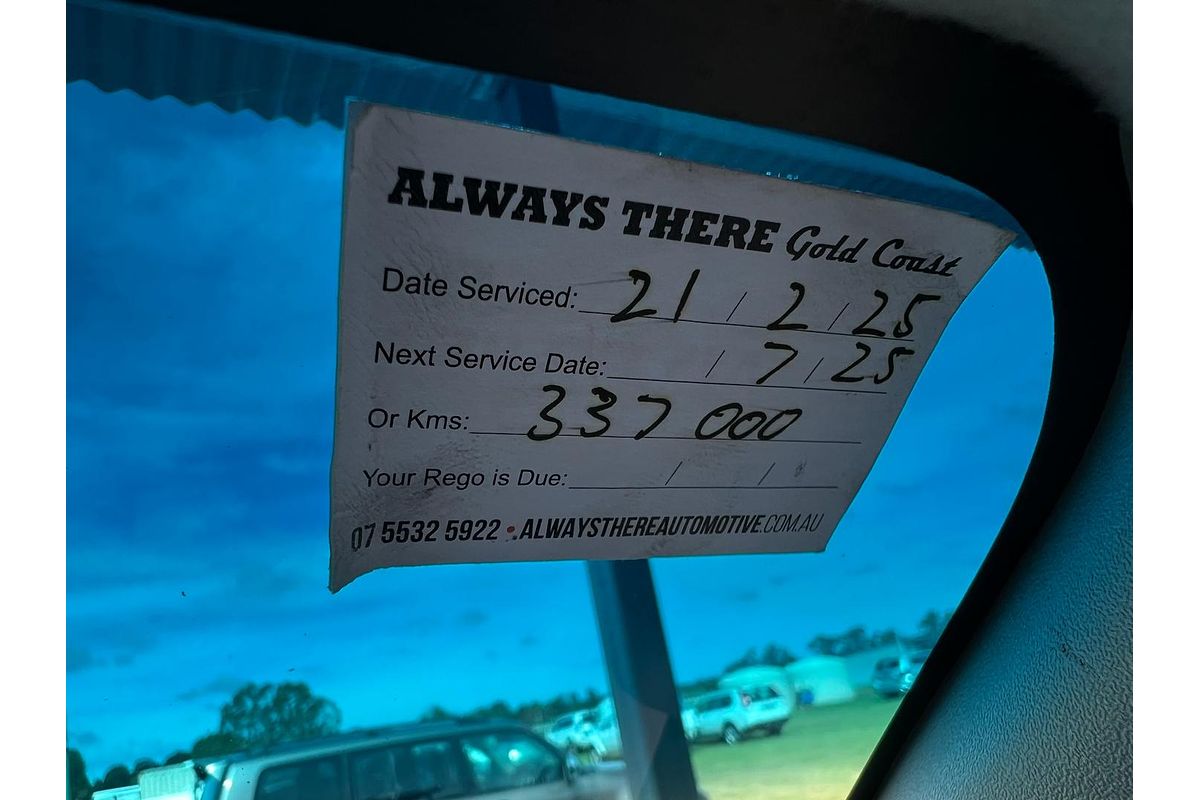 ALWAYS THERE Gold Coast
Date Serviced: 21 / 2 / 25
Next Service Date: / 7 / 25
Or Kms: 337 000
Your Rego is Due: / /
07 5532 5922 • ALWAYSTHEREAUTOMOTIVE.COM.AU